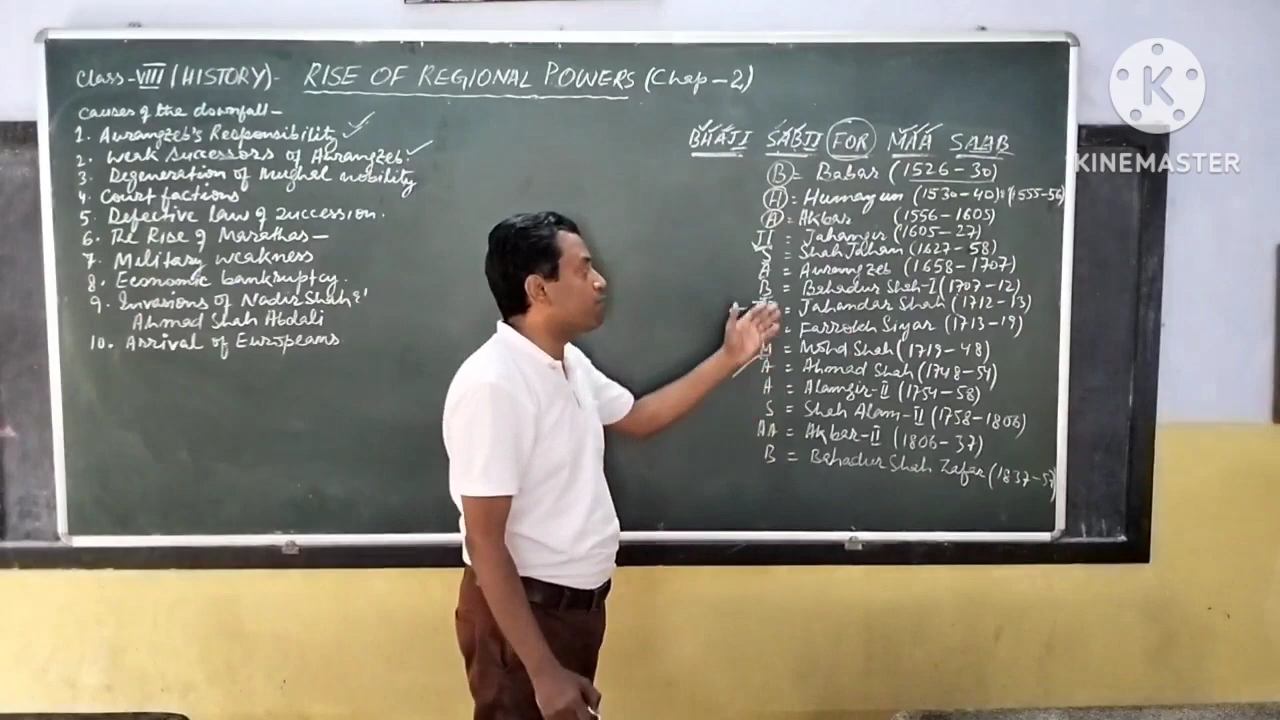 Class-VIII (HISTORY)- RISE OF REGIONAL POWERS (Chap-2)
Causes of the downfall-
1. Aurangzeb's Responsibility
2. Weak successors of Aurangzeb.
3. Degeneration of Mughal nobility
4. Court factions
5. Defective law of succession.
6. The Rise of Marathas-
7. Military weakness
8. Economic bankruptcy.
9. Invasions of Nadir Shah &
Ahmad Shah Abdali
10. Arrival of Europeans
BHAJI SABJI FOR MAA SAAB
B = Babar (1526-30)
H = Humayun (1530-40) (1555-56)
A = Akbar (1556-1605)
JI = Jahangir (1605-27)
S = Shah Jaham (1627-58)
A = Aurangzeb (1658-1707)
B = Bahadur Shah-I (1707-12)
= Jahandar Shah (1712-13)
= Farrokh Siyar (1713-19)
M = Mohd Shah (1719-48)
A = Ahmad Shah (1748-54)
A = Alamgir-II (1754-58)
S = Shah Alam-II (1758-1806)
AA = Akbar-II (1806-37)
B = Bahadur Shah Zafar (1837-57)
K
KINEMASTER